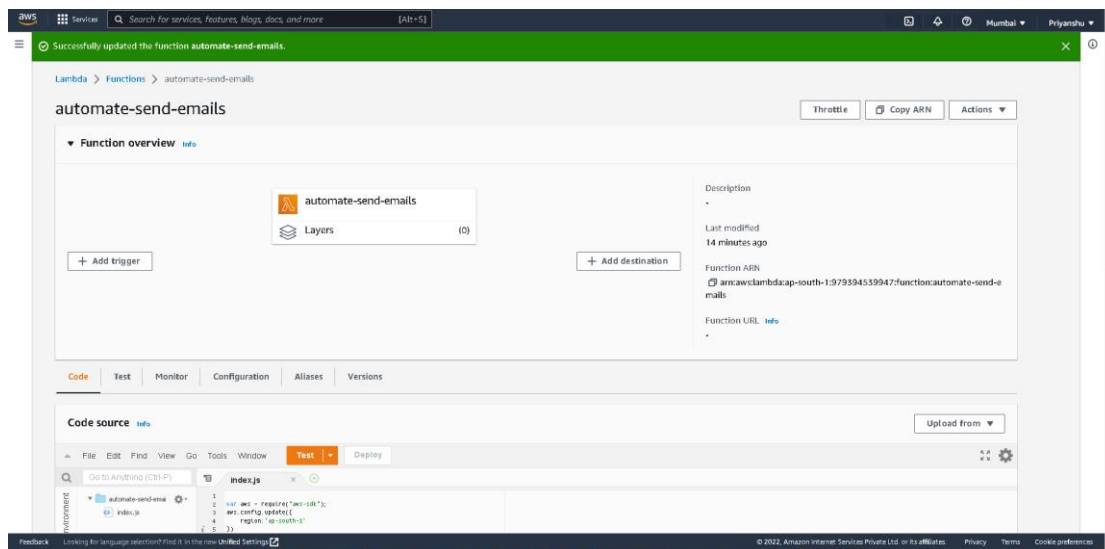 aws Services Search for services, features, blogs, docs, and more [Alt+S] Mumbai ▼ Priyanshu ▼
Successfully updated the function automate-send-emails.
Lambda > Functions > automate-send-emails
automate-send-emails
Throttle Copy ARN Actions ▼
▼ Function overview Info
automate-send-emails
Layers (0)
+ Add trigger
+ Add destination
Description
-
Last modified
14 minutes ago
Function ARN
arn:aws:lambda:ap-south-1:979394539947:function:automate-send-e
mails
Function URL Info
-
Code Test Monitor Configuration Aliases Versions
Code source Info
Upload from ▼
File Edit Find View Go Tools Window Test Deploy
Go to Anything (Ctrl-P)
index.js
Environment
automate-send-emai
index.js
1
2 var aws = require("aws-sdk");
3 aws.config.update({
4 region:'ap-south-1'
i 5 })
Feedback Looking for language selection? Find it in the new Unified Settings © 2022, Amazon Internet Services Private Ltd. or its affiliates. Privacy Terms Cookie preferences